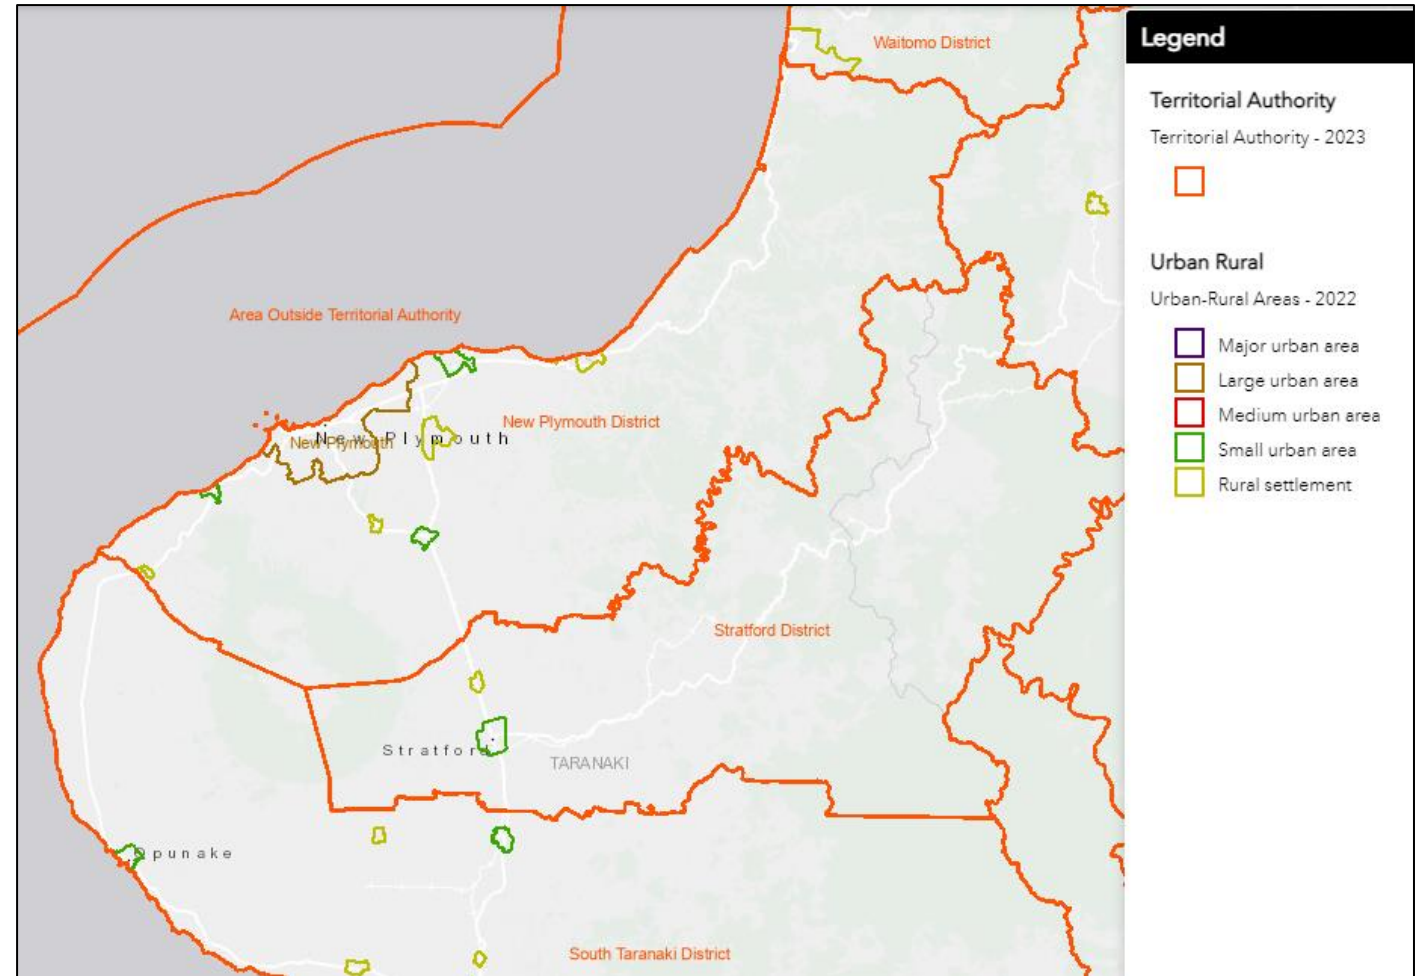 Waitomo District
Area Outside Territorial Authority
New Plymouth District
New Plymouth
New Plymouth
Stratford District
Stratford
TARANAKI
Opunake
South Taranaki District
Legend
Territorial Authority
Territorial Authority - 2023
Urban Rural
Urban-Rural Areas - 2022
Major urban area
Large urban area
Medium urban area
Small urban area
Rural settlement